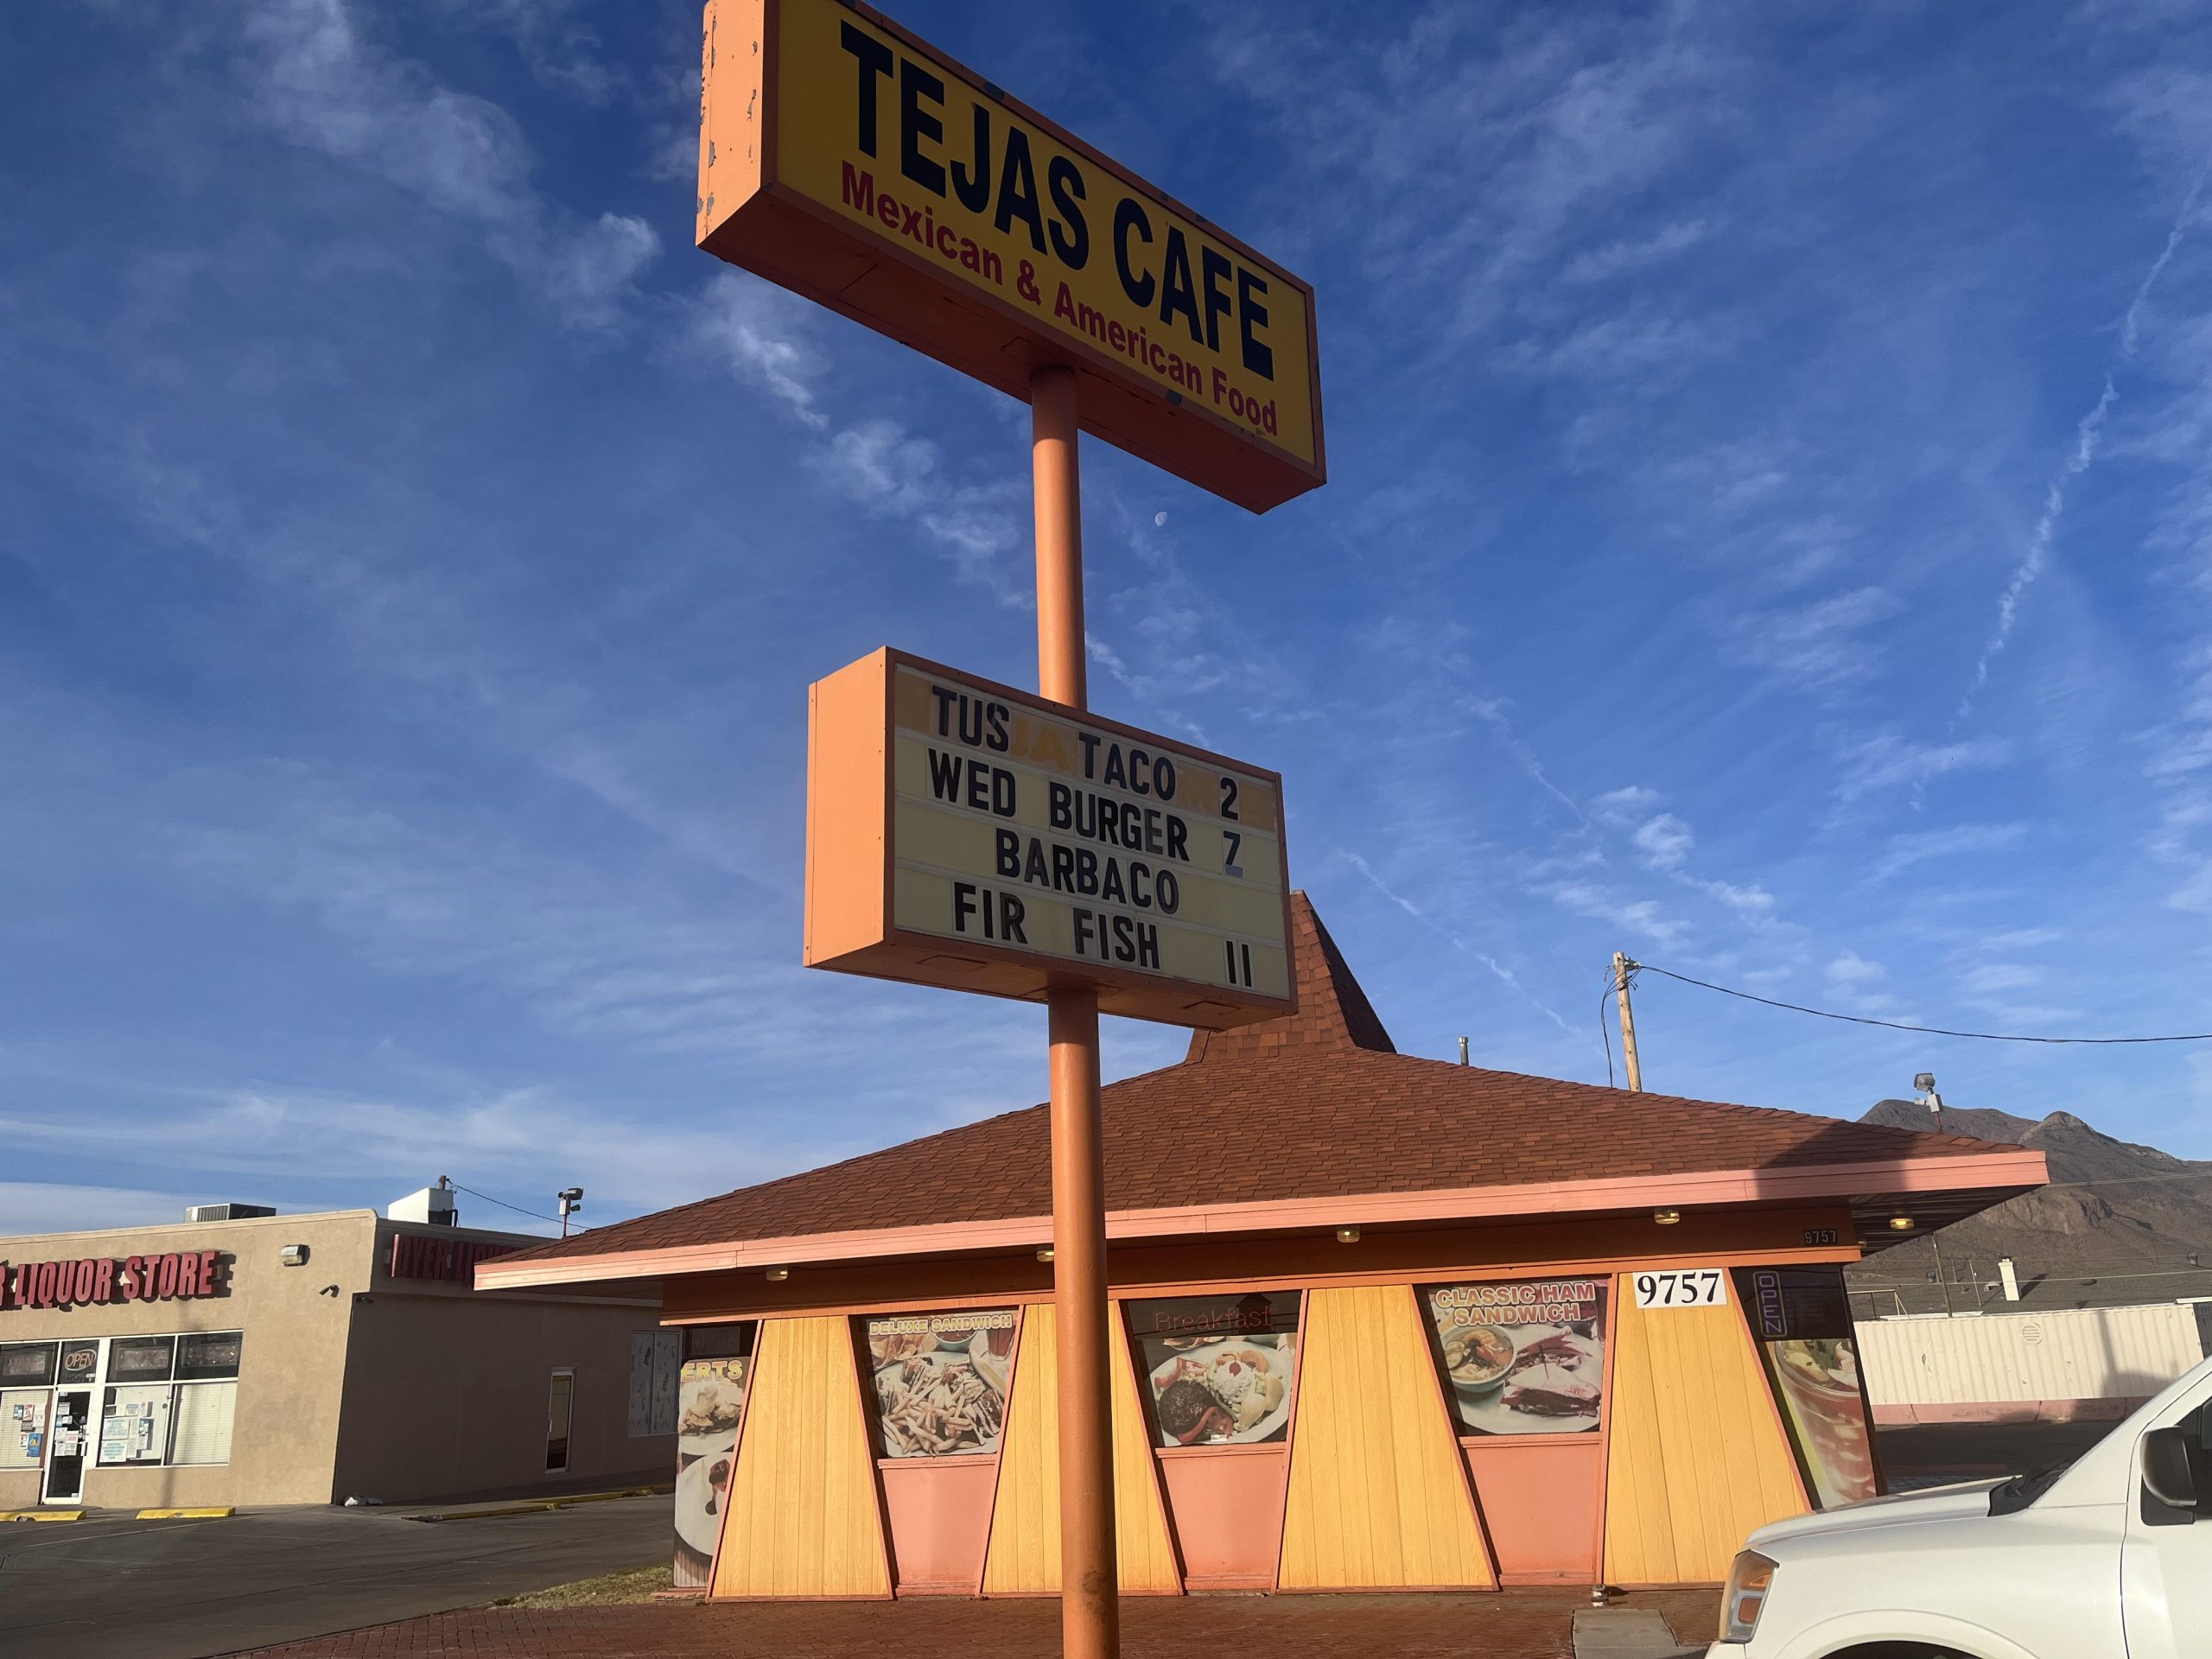 TEJAS CAFE
Mexican & American Food
TUS TACO 2
WED BURGER 7
BARBACO
FIR FISH 11
LIQUOR STORE
OPEN
ERTS
DELUXE SANDWICH
Breakfast
CLASSIC HAM
SANDWICH
9757
9757
OPEN